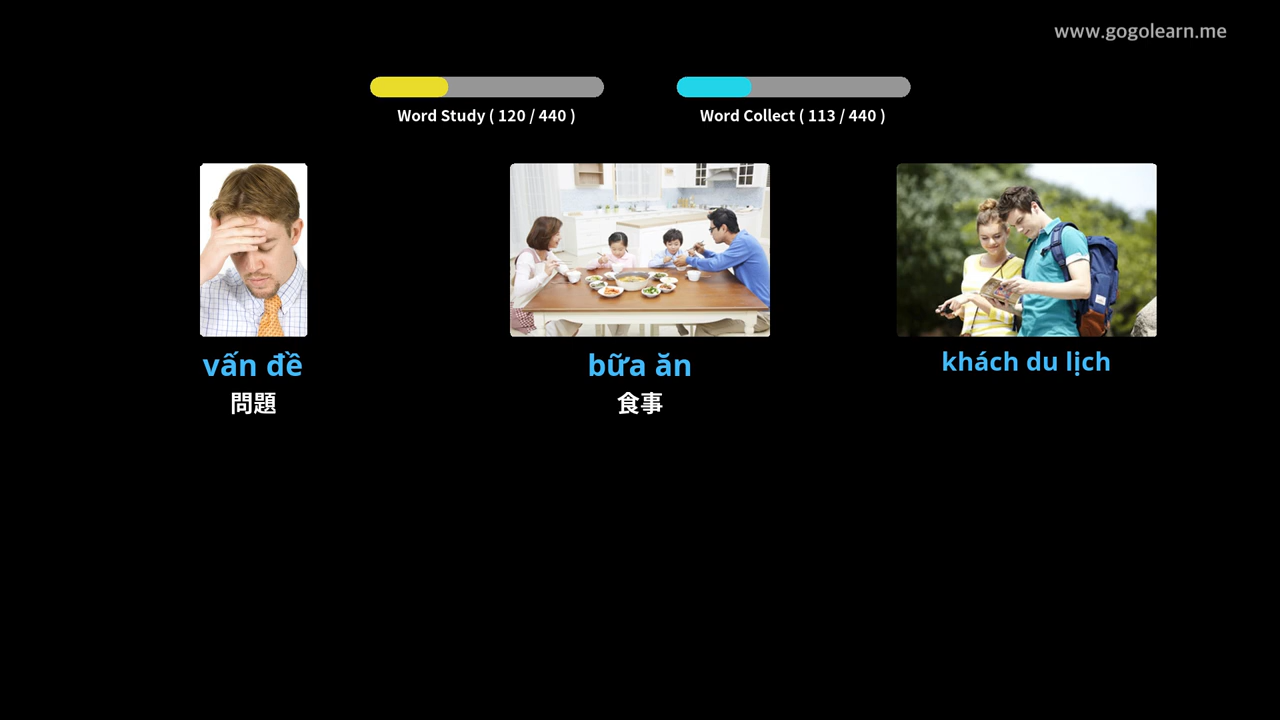 www.gogolearn.me
Word Study ( 120 / 440 )
Word Collect ( 113 / 440 )
vấn đề
bữa ăn
khách du lịch
問題
食事